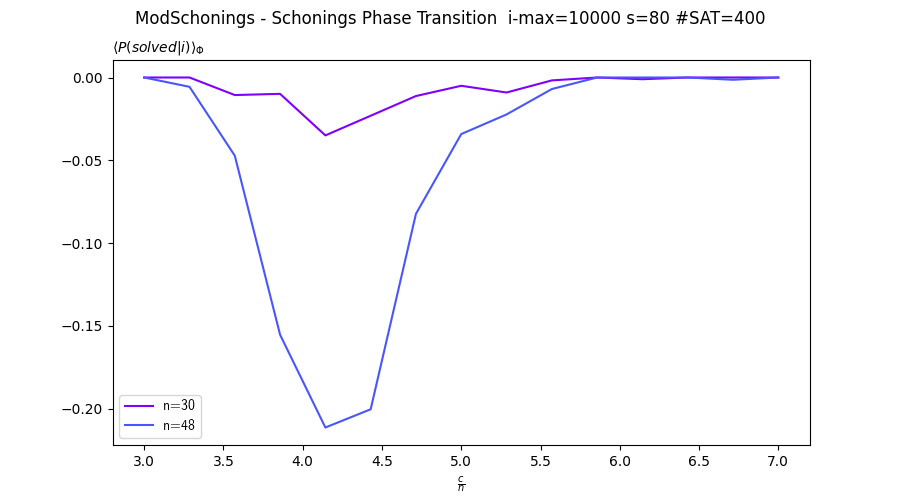 ModSchonings - Schonings Phase Transition  i-max=10000 s=80 #SAT=400
⟨P(solved|i)⟩Φ
0.00
−0.05
−0.10
−0.15
−0.20
n=30
n=48
3.0 3.5 4.0 4.5 5.0 5.5 6.0 6.5 7.0
c/n